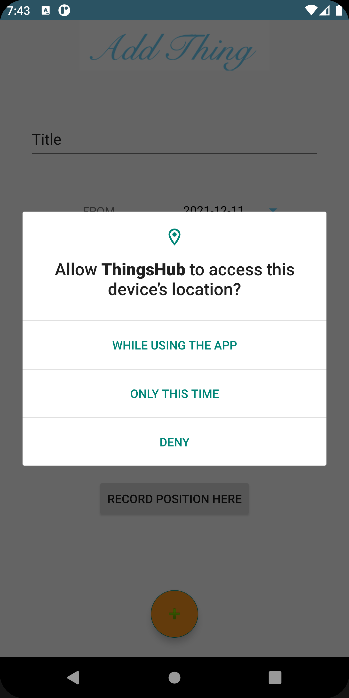 7:43
Add Thing
Title
FROM 2021-12-11
Allow ThingsHub to access this
device's location?
WHILE USING THE APP
ONLY THIS TIME
DENY
RECORD POSITION HERE
+